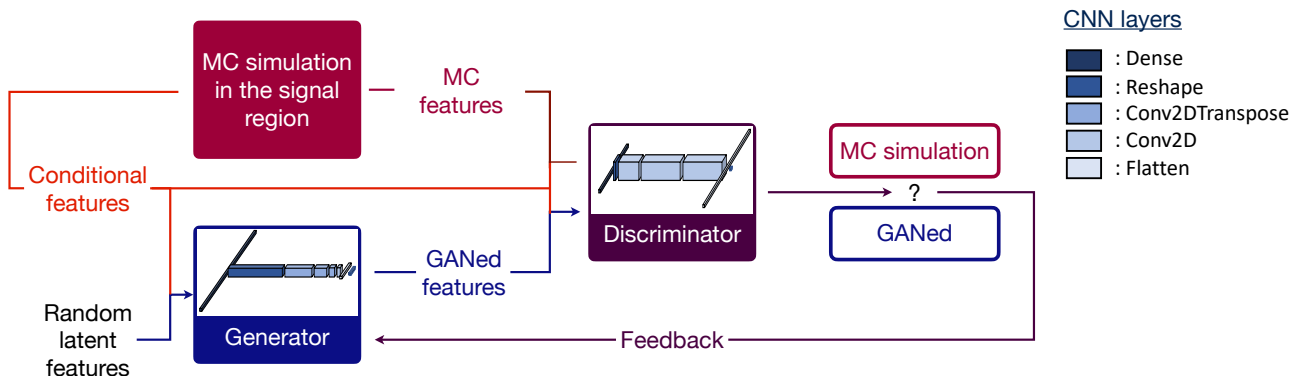 CNN layers
: Dense
: Reshape
: Conv2DTranspose
: Conv2D
: Flatten
MC simulation
in the signal
region
MC
features
Conditional
features
MC simulation
?
GANed
Discriminator
GANed
features
Generator
Random
latent
features
Feedback